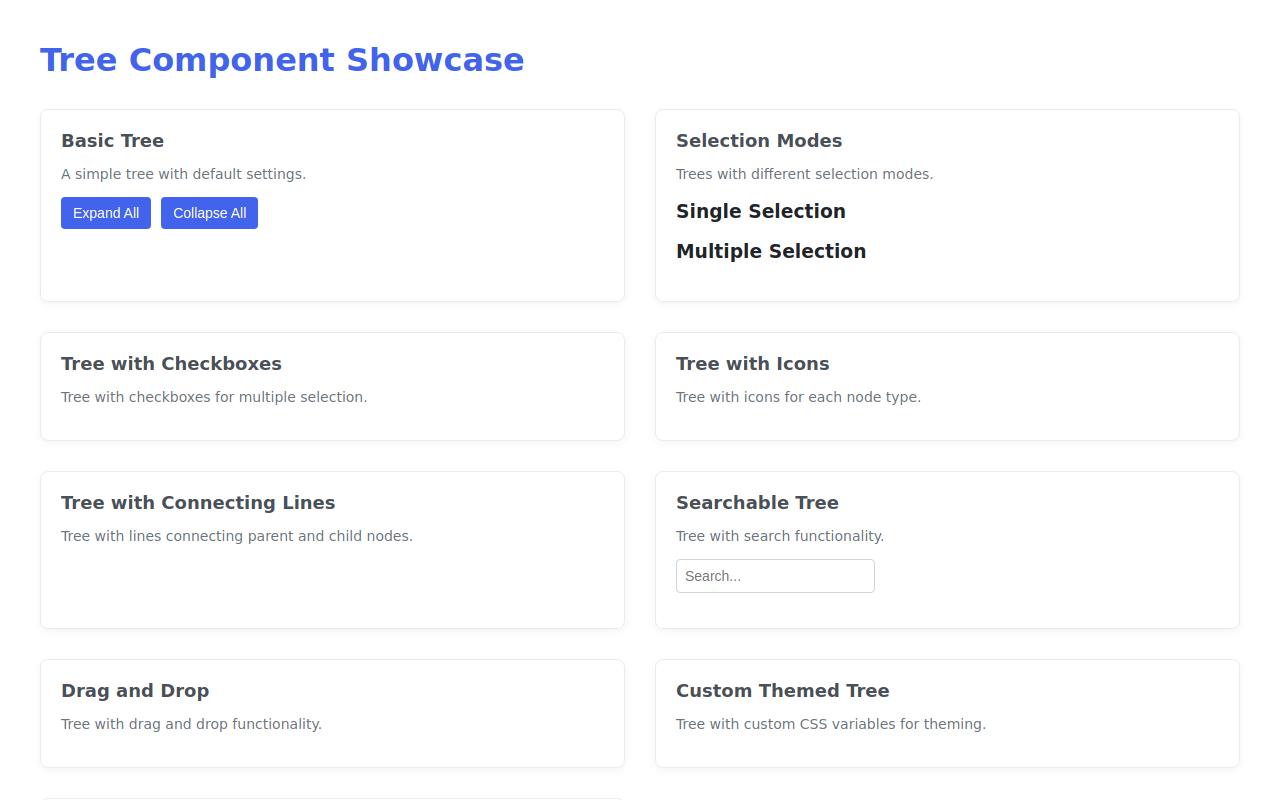 Tree Component Showcase
Basic Tree
A simple tree with default settings.
Expand All
Collapse All
Selection Modes
Trees with different selection modes.
Single Selection
Multiple Selection
Tree with Checkboxes
Tree with checkboxes for multiple selection.
Tree with Icons
Tree with icons for each node type.
Tree with Connecting Lines
Tree with lines connecting parent and child nodes.
Searchable Tree
Tree with search functionality.
Search...
Drag and Drop
Tree with drag and drop functionality.
Custom Themed Tree
Tree with custom CSS variables for theming.